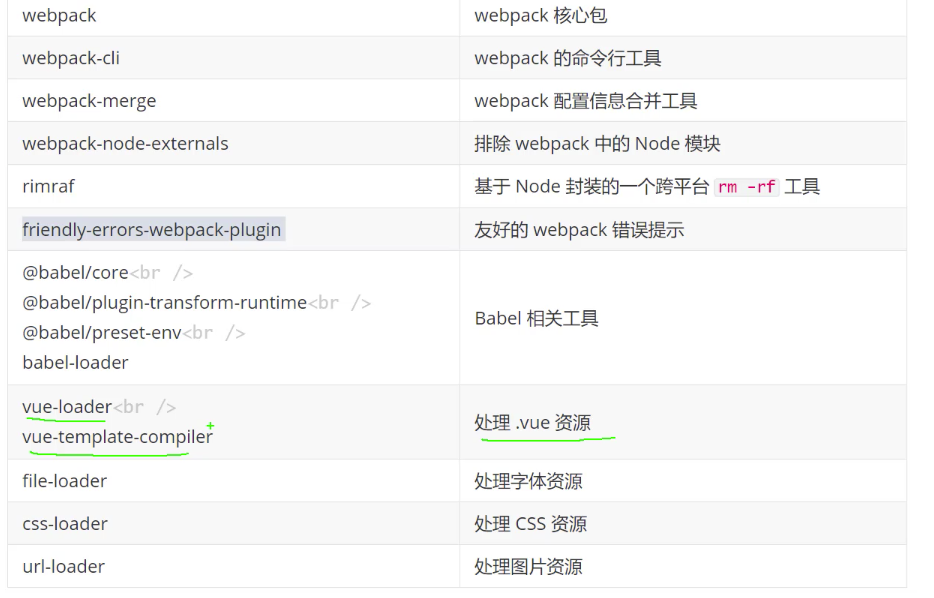 webpack webpack 核心包
webpack-cli webpack 的命令行工具
webpack-merge webpack 配置信息合并工具
webpack-node-externals 排除 webpack 中的 Node 模块
rimraf 基于 Node 封装的一个跨平台 rm -rf 工具
friendly-errors-webpack-plugin 友好的 webpack 错误提示
@babel/core<br />
@babel/plugin-transform-runtime<br />
@babel/preset-env<br />
babel-loader
Babel 相关工具
vue-loader<br />
vue-template-compiler
处理 .vue 资源
file-loader 处理字体资源
css-loader 处理 CSS 资源
url-loader 处理图片资源